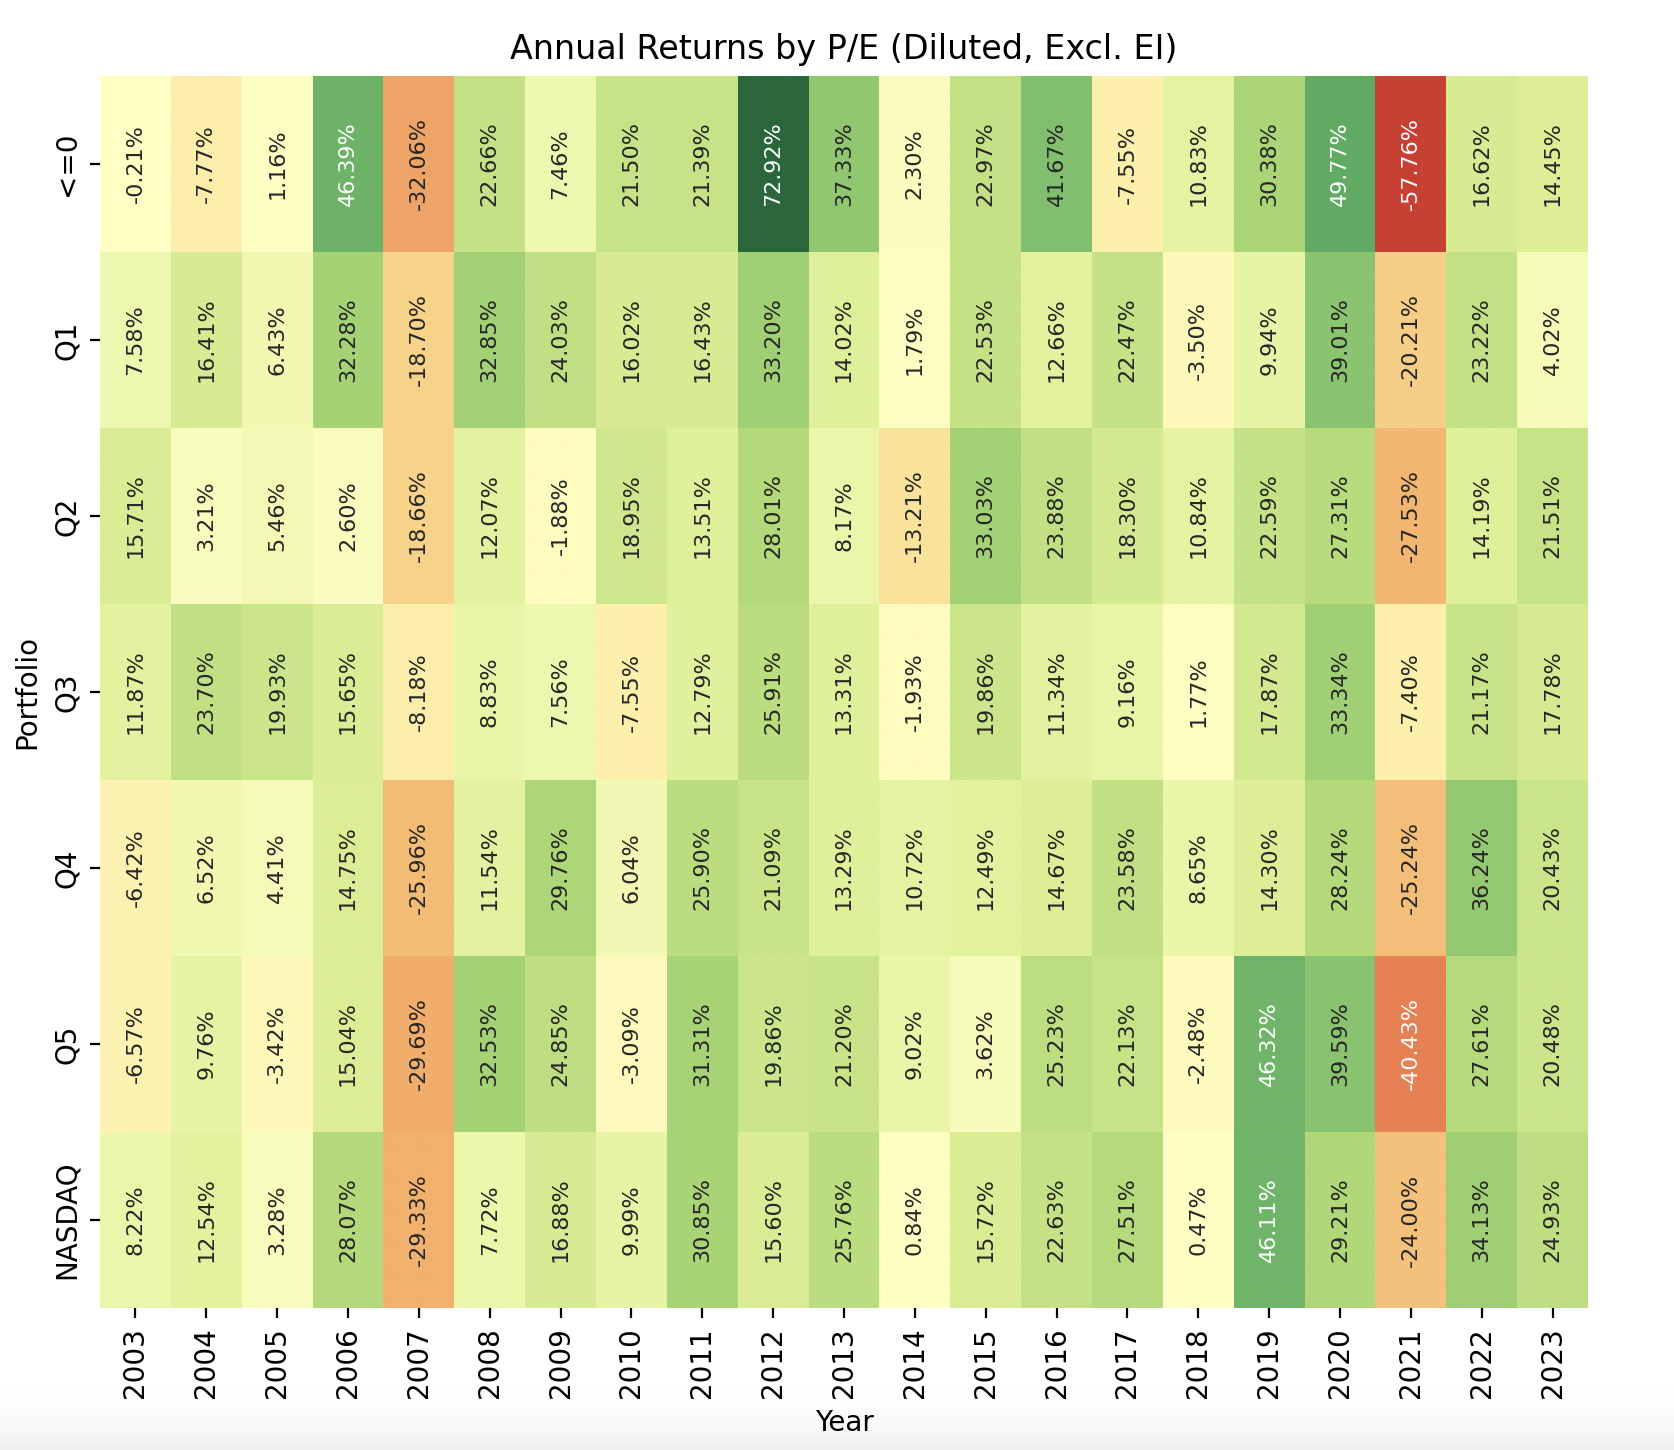 Annual Returns by P/E (Diluted, Excl. EI)
Portfolio
<=0 -0.21% -7.77% 1.16% 46.39% -32.06% 22.66% 7.46% 21.50% 21.39% 72.92% 37.33% 2.30% 22.97% 41.67% -7.55% 10.83% 30.38% 49.77% -57.76% 16.62% 14.45%
Q1 7.58% 16.41% 6.43% 32.28% -18.70% 32.85% 24.03% 16.02% 16.43% 33.20% 14.02% 1.79% 22.53% 12.66% 22.47% -3.50% 9.94% 39.01% -20.21% 23.22% 4.02%
Q2 15.71% 3.21% 5.46% 2.60% -18.66% 12.07% -1.88% 18.95% 13.51% 28.01% 8.17% -13.21% 33.03% 23.88% 18.30% 10.84% 22.59% 27.31% -27.53% 14.19% 21.51%
Q3 11.87% 23.70% 19.93% 15.65% -8.18% 8.83% 7.56% -7.55% 12.79% 25.91% 13.31% -1.93% 19.86% 11.34% 9.16% 1.77% 17.87% 33.34% -7.40% 21.17% 17.78%
Q4 -6.42% 6.52% 4.41% 14.75% -25.96% 11.54% 29.76% 6.04% 25.90% 21.09% 13.29% 10.72% 12.49% 14.67% 23.58% 8.65% 14.30% 28.24% -25.24% 36.24% 20.43%
Q5 -6.57% 9.76% -3.42% 15.04% -29.69% 32.53% 24.85% -3.09% 31.31% 19.86% 21.20% 9.02% 3.62% 25.23% 22.13% -2.48% 46.32% 39.59% -40.43% 27.61% 20.48%
NASDAQ 8.22% 12.54% 3.28% 28.07% -29.33% 7.72% 16.88% 9.99% 30.85% 15.60% 25.76% 0.84% 15.72% 22.63% 27.51% 0.47% 46.11% 29.21% -24.00% 34.13% 24.93%
2003 2004 2005 2006 2007 2008 2009 2010 2011 2012 2013 2014 2015 2016 2017 2018 2019 2020 2021 2022 2023
Year